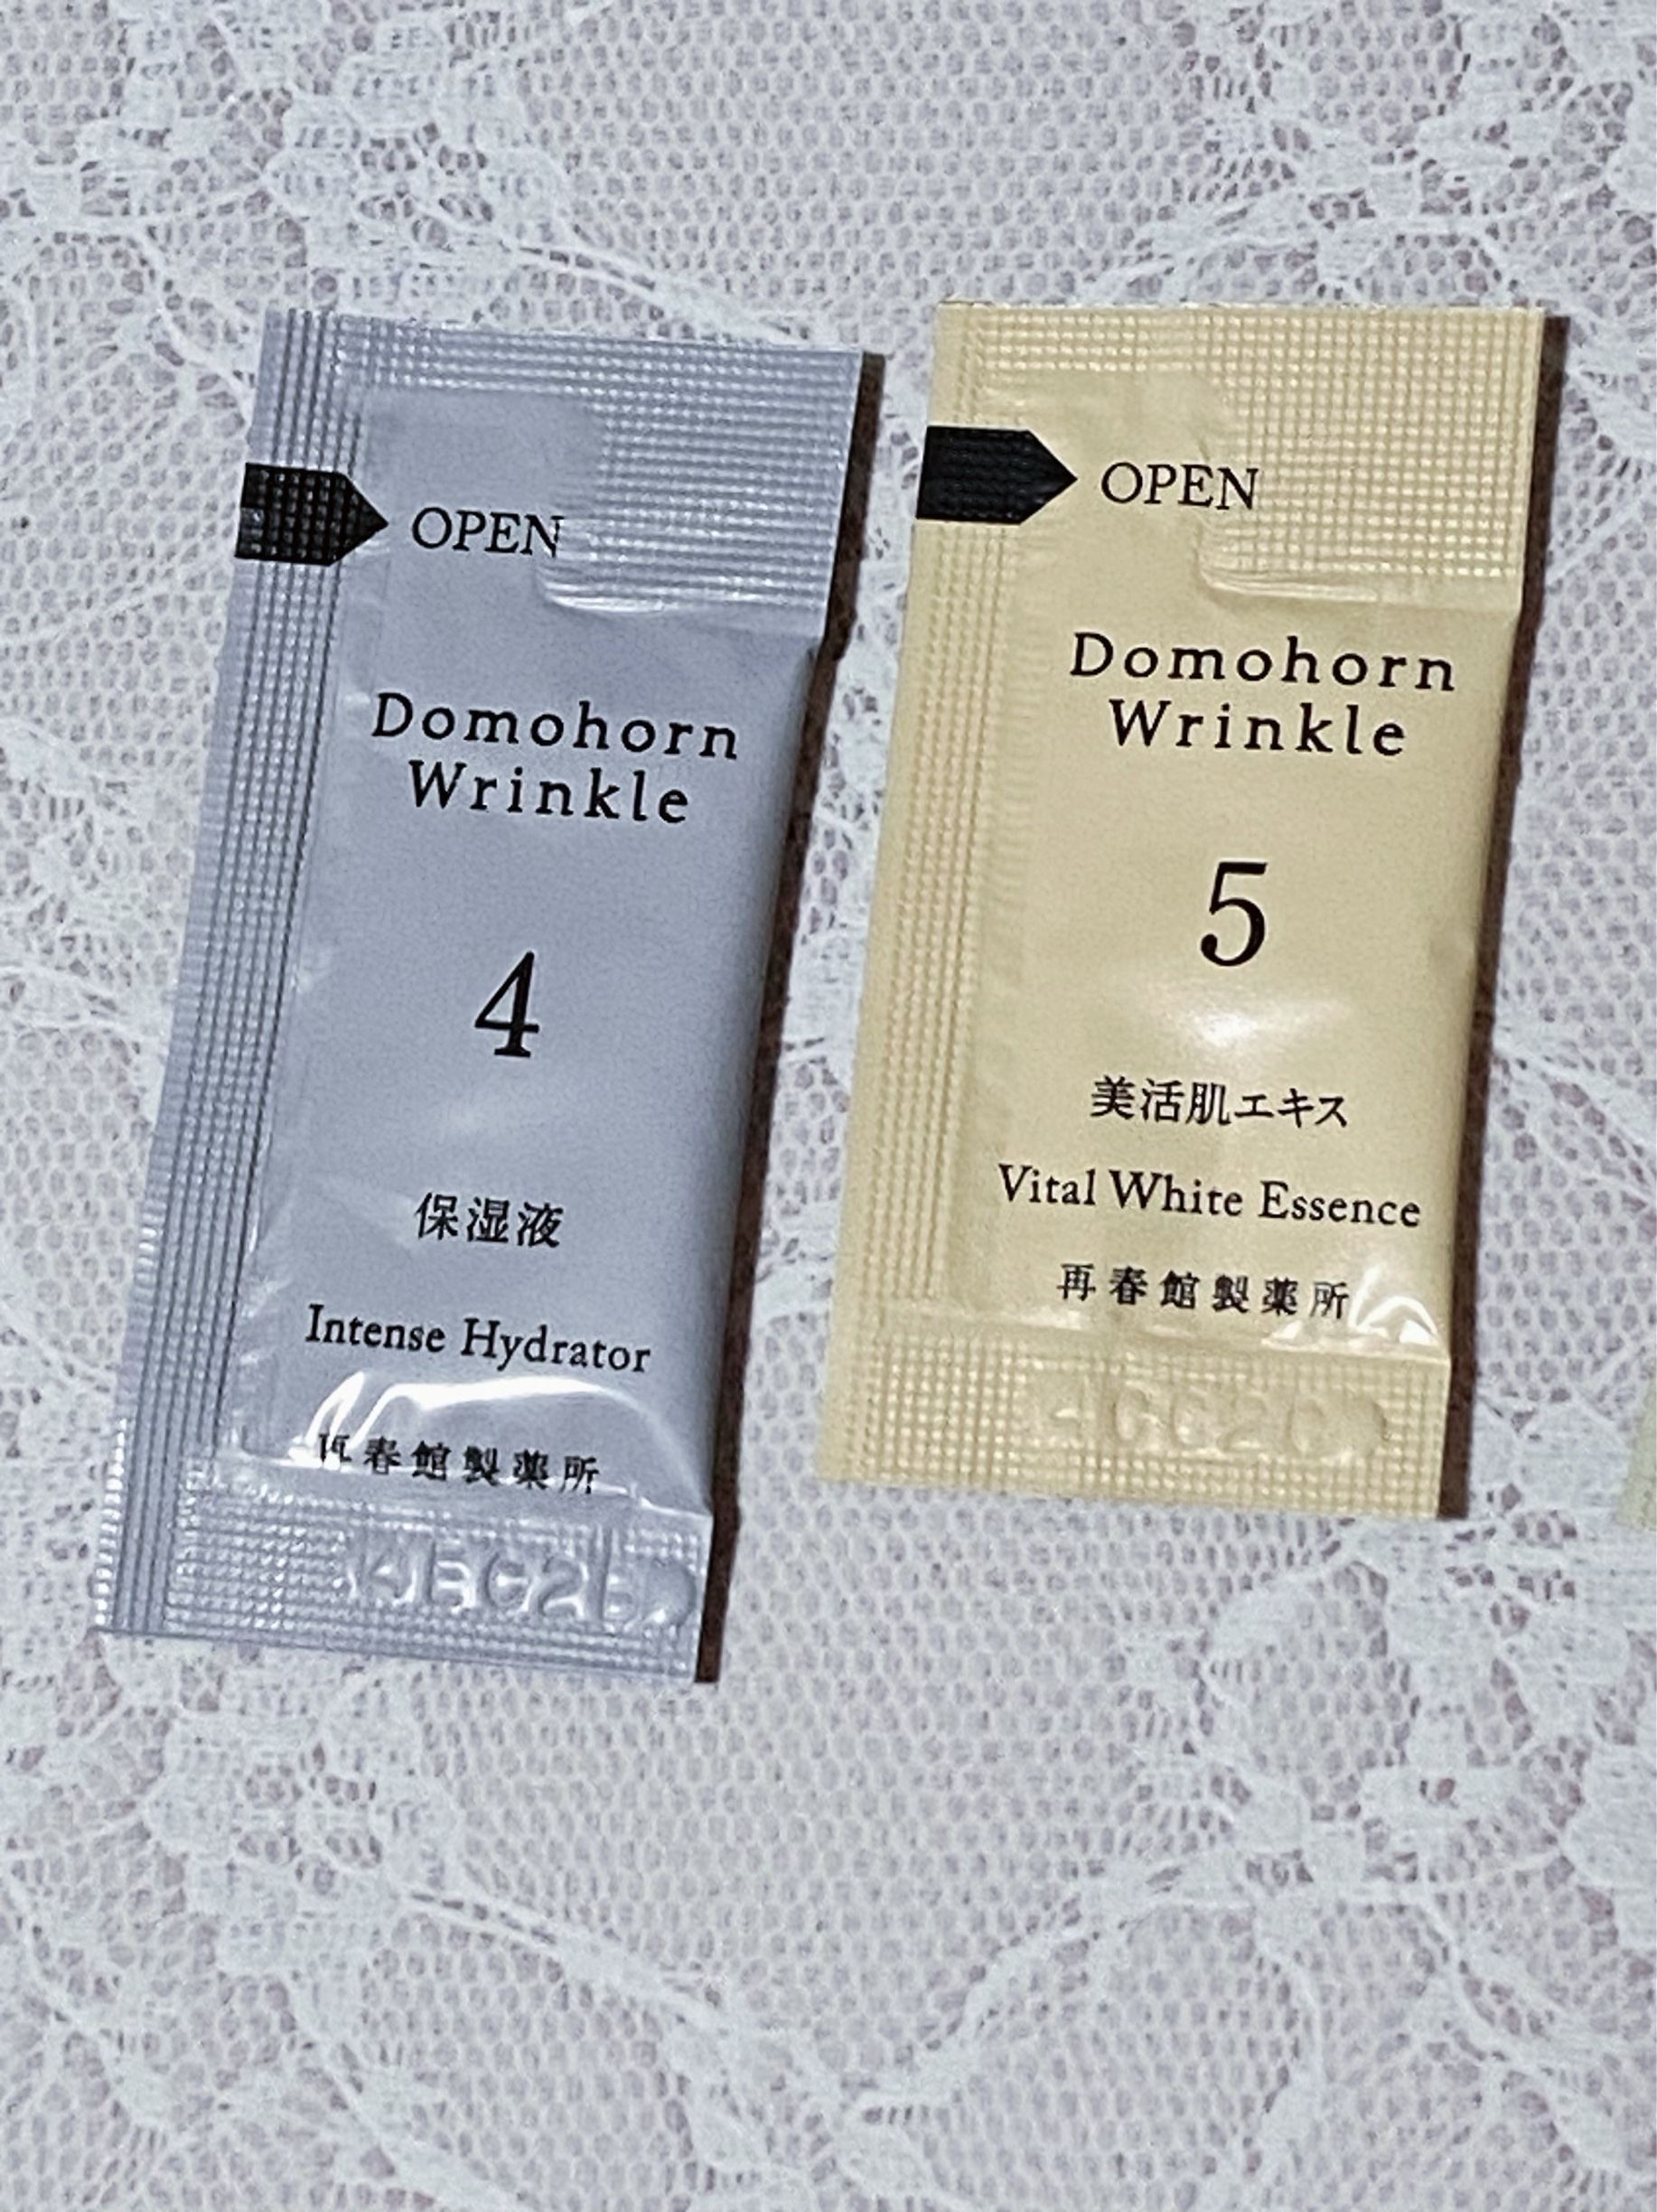 OPEN
Domohorn
Wrinkle
4
保湿液
Intense Hydrator
再春館製薬所
OPEN
Domohorn
Wrinkle
5
美活肌エキス
Vital White Essence
再春館製薬所